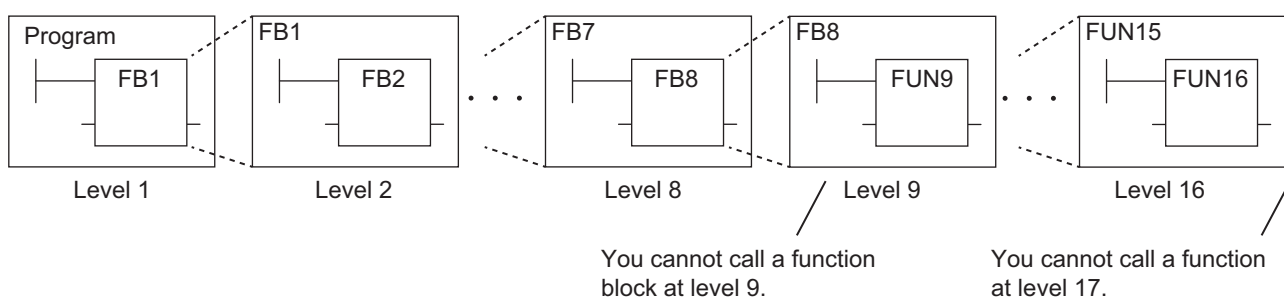 Program
FB1
FB1
FB2
• • •
FB7
FB8
FB8
FUN9
• • •
FUN15
FUN16
Level 1
Level 2
Level 8
Level 9
Level 16
You cannot call a function
block at level 9.
You cannot call a function
at level 17.